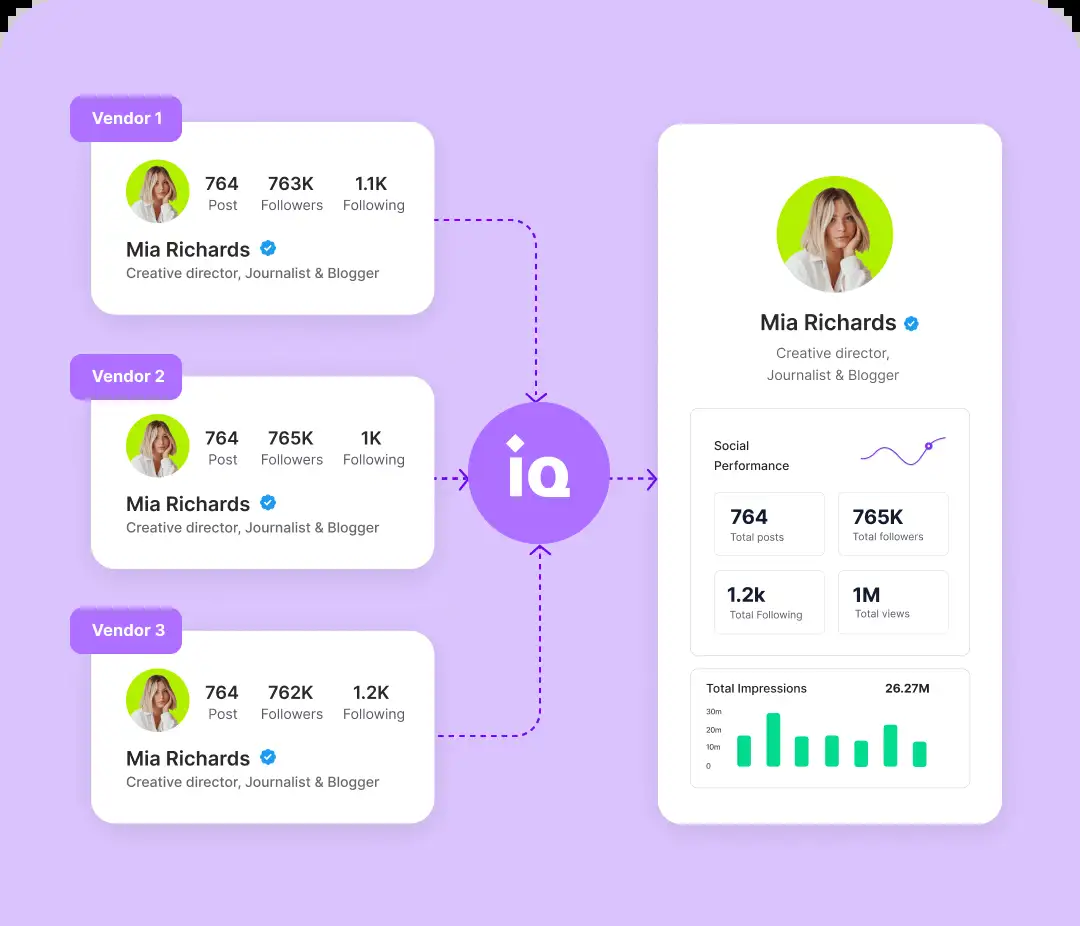 Vendor 1
764 763K 1.1K
Post Followers Following
Mia Richards
Creative director, Journalist & Blogger
Vendor 2
764 765K 1K
Post Followers Following
Mia Richards
Creative director, Journalist & Blogger
Vendor 3
764 762K 1.2K
Post Followers Following
Mia Richards
Creative director, Journalist & Blogger
iQ
Mia Richards
Creative director,
Journalist & Blogger
Social
Performance
764 765K
Total posts Total followers
1.2k 1M
Total Following Total views
Total Impressions 26.27M
30m
20m
10m
0